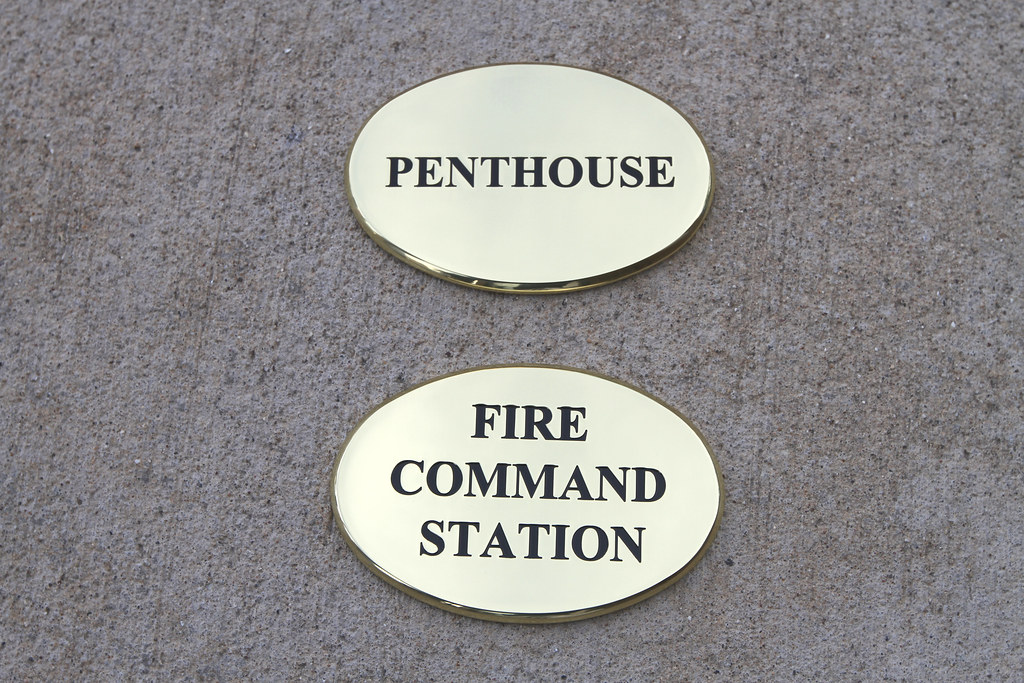 PENTHOUSE
FIRE
COMMAND
STATION